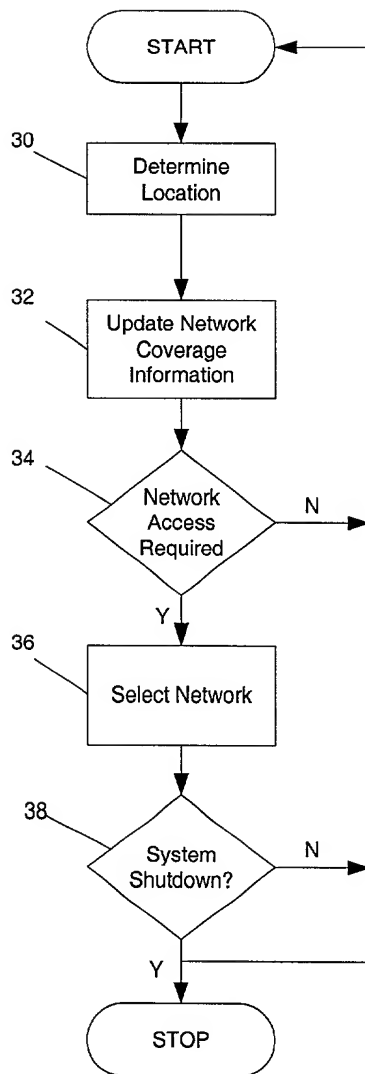 START
30
Determine
Location
32
Update Network
Coverage
Information
34
Network
Access
Required
N
Y
36
Select Network
38
System
Shutdown?
N
Y
STOP